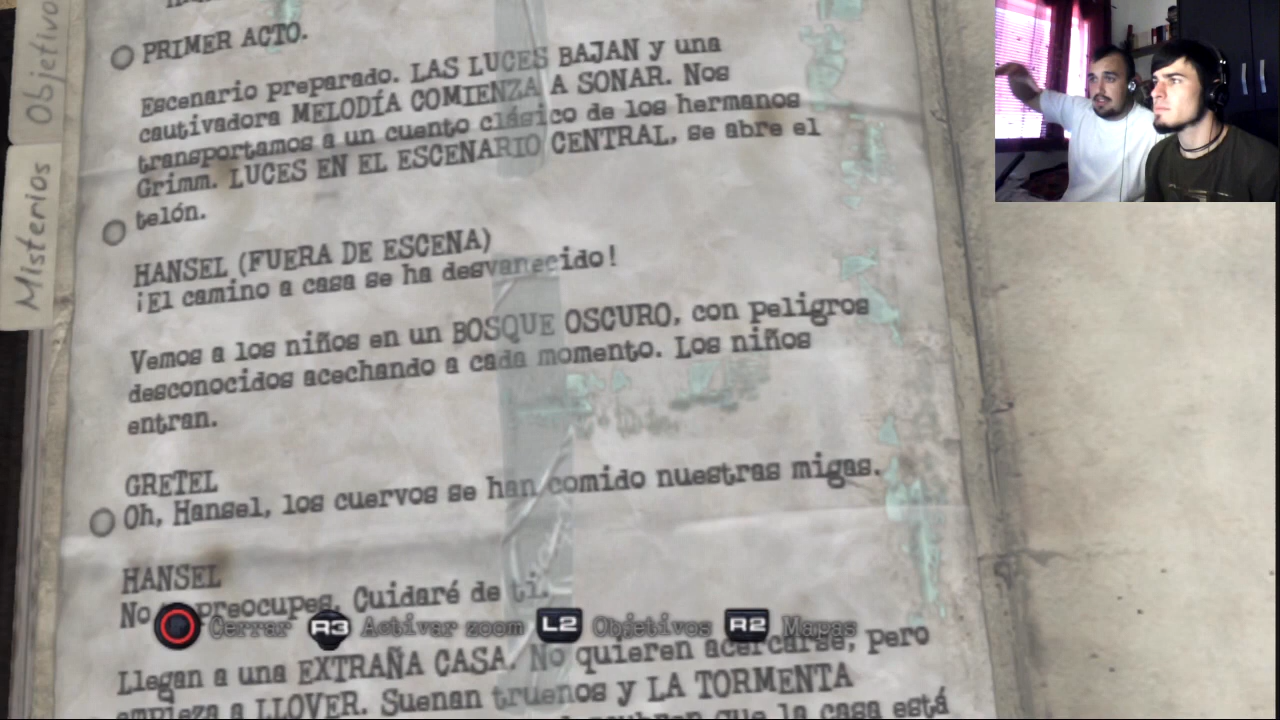 Objetivos
Misterios
PRIMER ACTO.
Escenario preparado. LAS LUCES BAJAN y una
cautivadora MELODÍA COMIENZA A SONAR. Nos
transportamos a un cuento clásico de los hermanos
Grimm. LUCES EN EL ESCENARIO CENTRAL, se abre el
telón.
HANSEL (FUERA DE ESCENA)
¡El camino a casa se ha desvanecido!
Vemos a los niños en un BOSQUE OSCURO, con peligros
desconocidos acechando a cada momento. Los niños
entran.
GRETEL
Oh, Hansel, los cuervos se han comido nuestras migas.
HANSEL
No preocupes. Cuidaré de ti.
Cerrar R3 Activar zoom L2 Objetivos R2 Mapas
Llegan a una EXTRAÑA CASA. No quieren acercarse, pero
empieza a LLOVER. Suenan truenos y LA TORMENTA
que la casa está